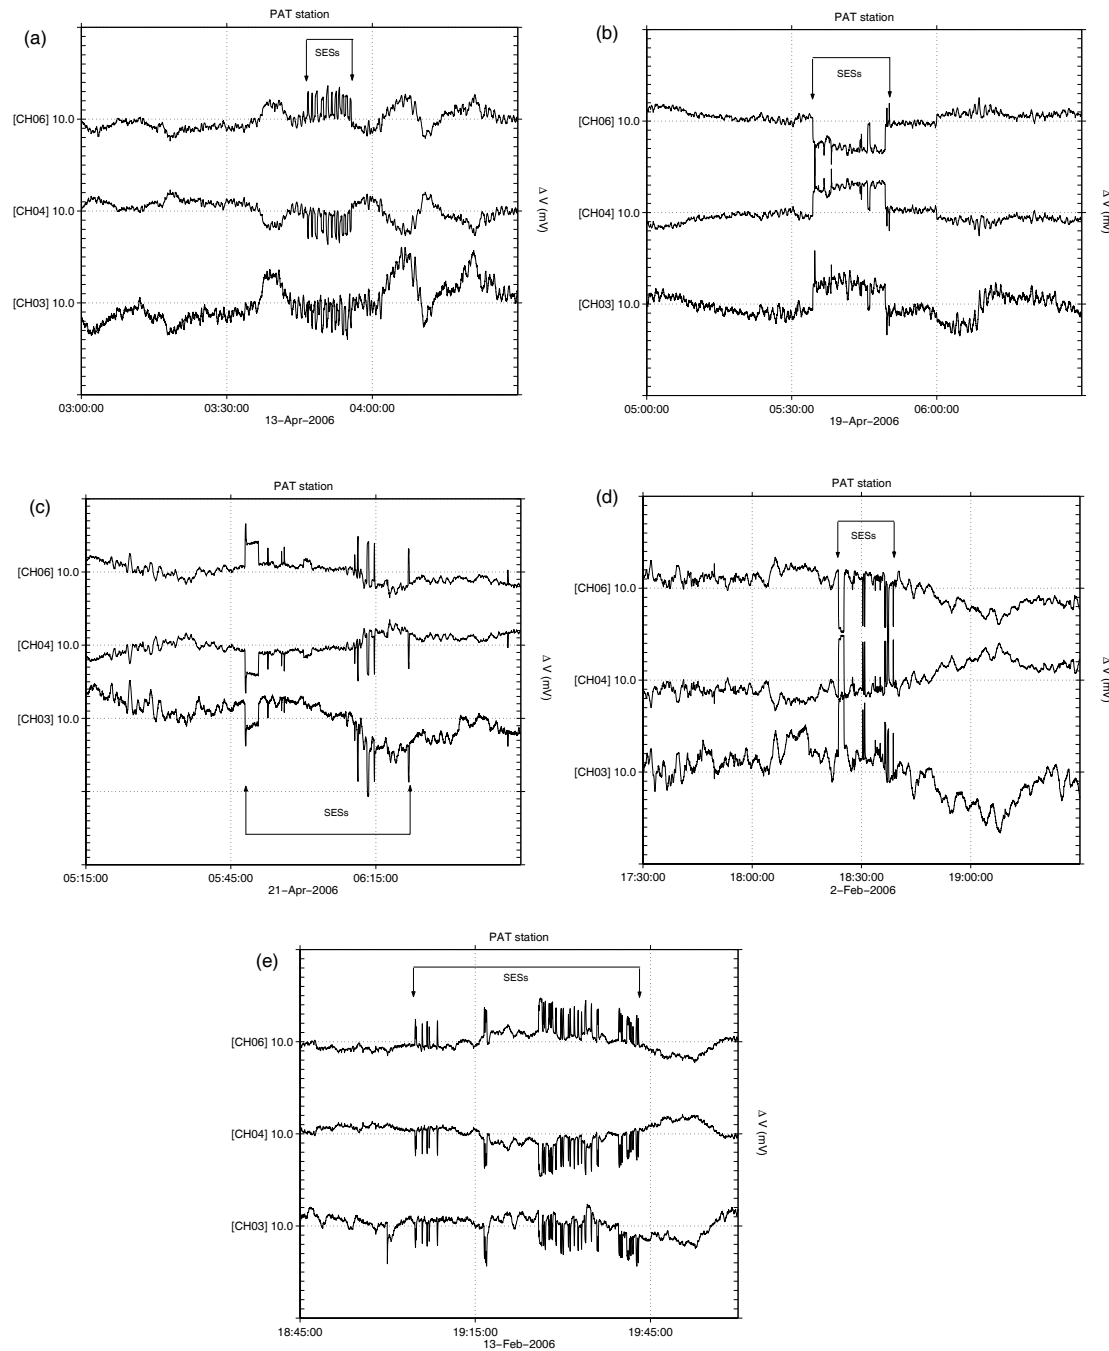 PAT station
(a)
SESs
[CH06] 10.0
[CH04] 10.0
Δ V (mV)
[CH03] 10.0
03:00:00 03:30:00 04:00:00
13-Apr-2006
PAT station
(b)
SESs
[CH06] 10.0
[CH04] 10.0
Δ V (mV)
[CH03] 10.0
05:00:00 05:30:00 06:00:00
19-Apr-2006
PAT station
(c)
[CH06] 10.0
[CH04] 10.0
Δ V (mV)
[CH03] 10.0
SESs
05:15:00 05:45:00 06:15:00
21-Apr-2006
PAT station
(d)
SESs
[CH06] 10.0
[CH04] 10.0
Δ V (mV)
[CH03] 10.0
17:30:00 18:00:00 18:30:00 19:00:00
2-Feb-2006
PAT station
(e)
SESs
[CH06] 10.0
[CH04] 10.0
Δ V (mV)
[CH03] 10.0
18:45:00 19:15:00 19:45:00
13-Feb-2006